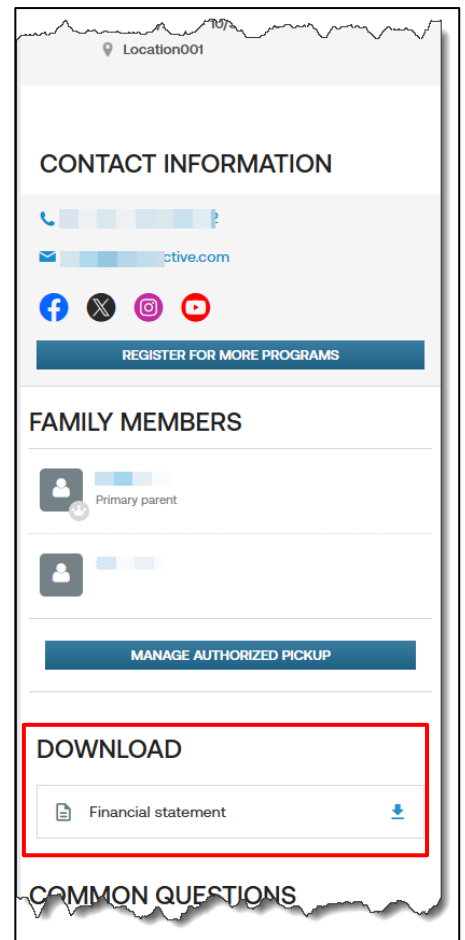 Location001
CONTACT INFORMATION
ctive.com
REGISTER FOR MORE PROGRAMS
FAMILY MEMBERS
Primary parent
MANAGE AUTHORIZED PICKUP
DOWNLOAD
Financial statement
COMMON QUESTIONS